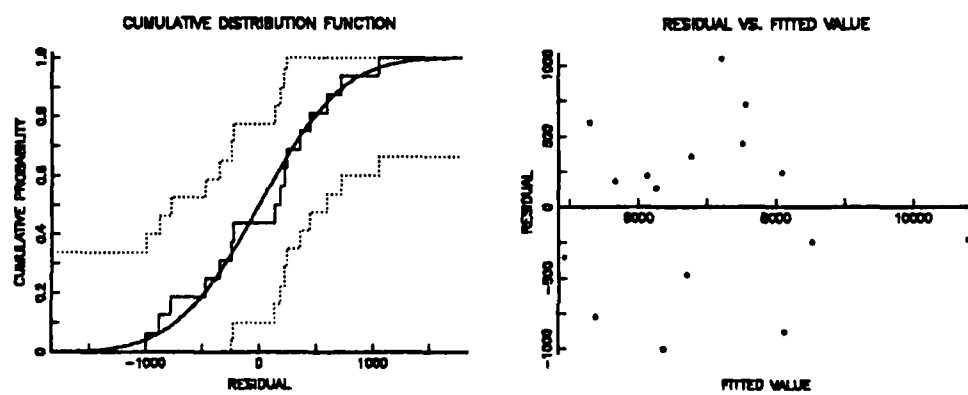 CUMULATIVE DISTRIBUTION FUNCTION
CUMULATIVE PROBABILITY
1.0
0.8
0.6
0.4
0.2
0
-1000 0 1000
RESIDUAL
RESIDUAL VS. FITTED VALUE
RESIDUAL
1000
500
0
-500
-1000
6000 8000 10000
FITTED VALUE